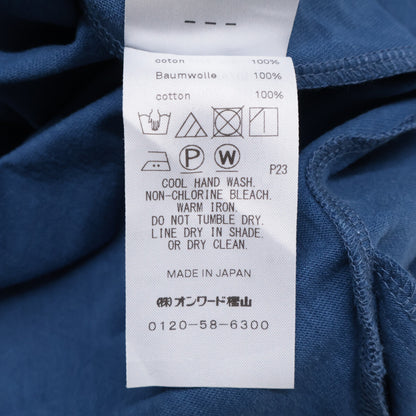 coton 100%
Baumwolle 100%
cotton 100%
P W P23
COOL HAND WASH.
NON-CHLORINE BLEACH.
WARM IRON.
DO NOT TUMBLE DRY.
LINE DRY IN SHADE.
OR DRY CLEAN.
MADE IN JAPAN
㈱オンワード樫山
0120-58-6300